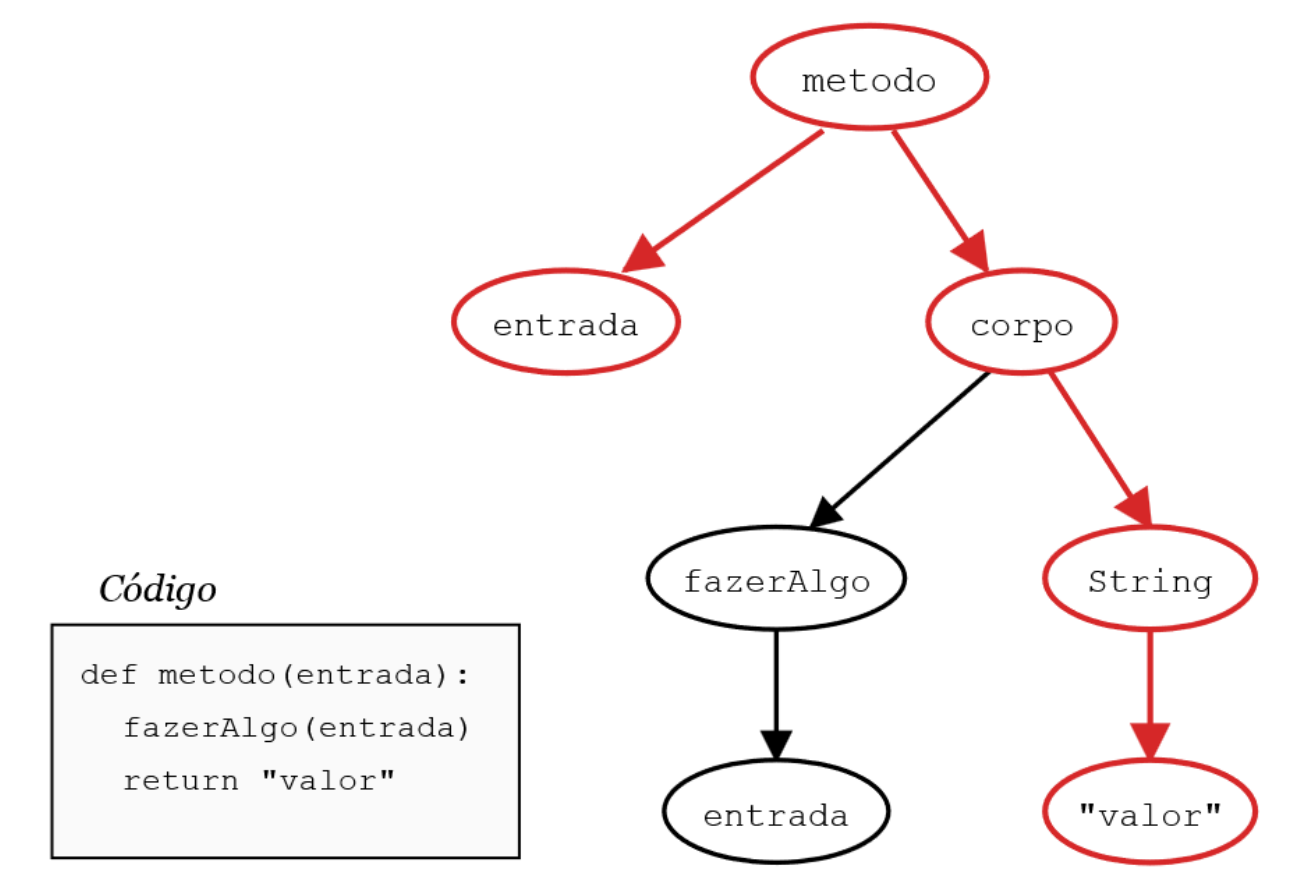 metodo
entrada
corpo
fazerAlgo
String
entrada
"valor"
Código
def metodo(entrada):
fazerAlgo(entrada)
return "valor"